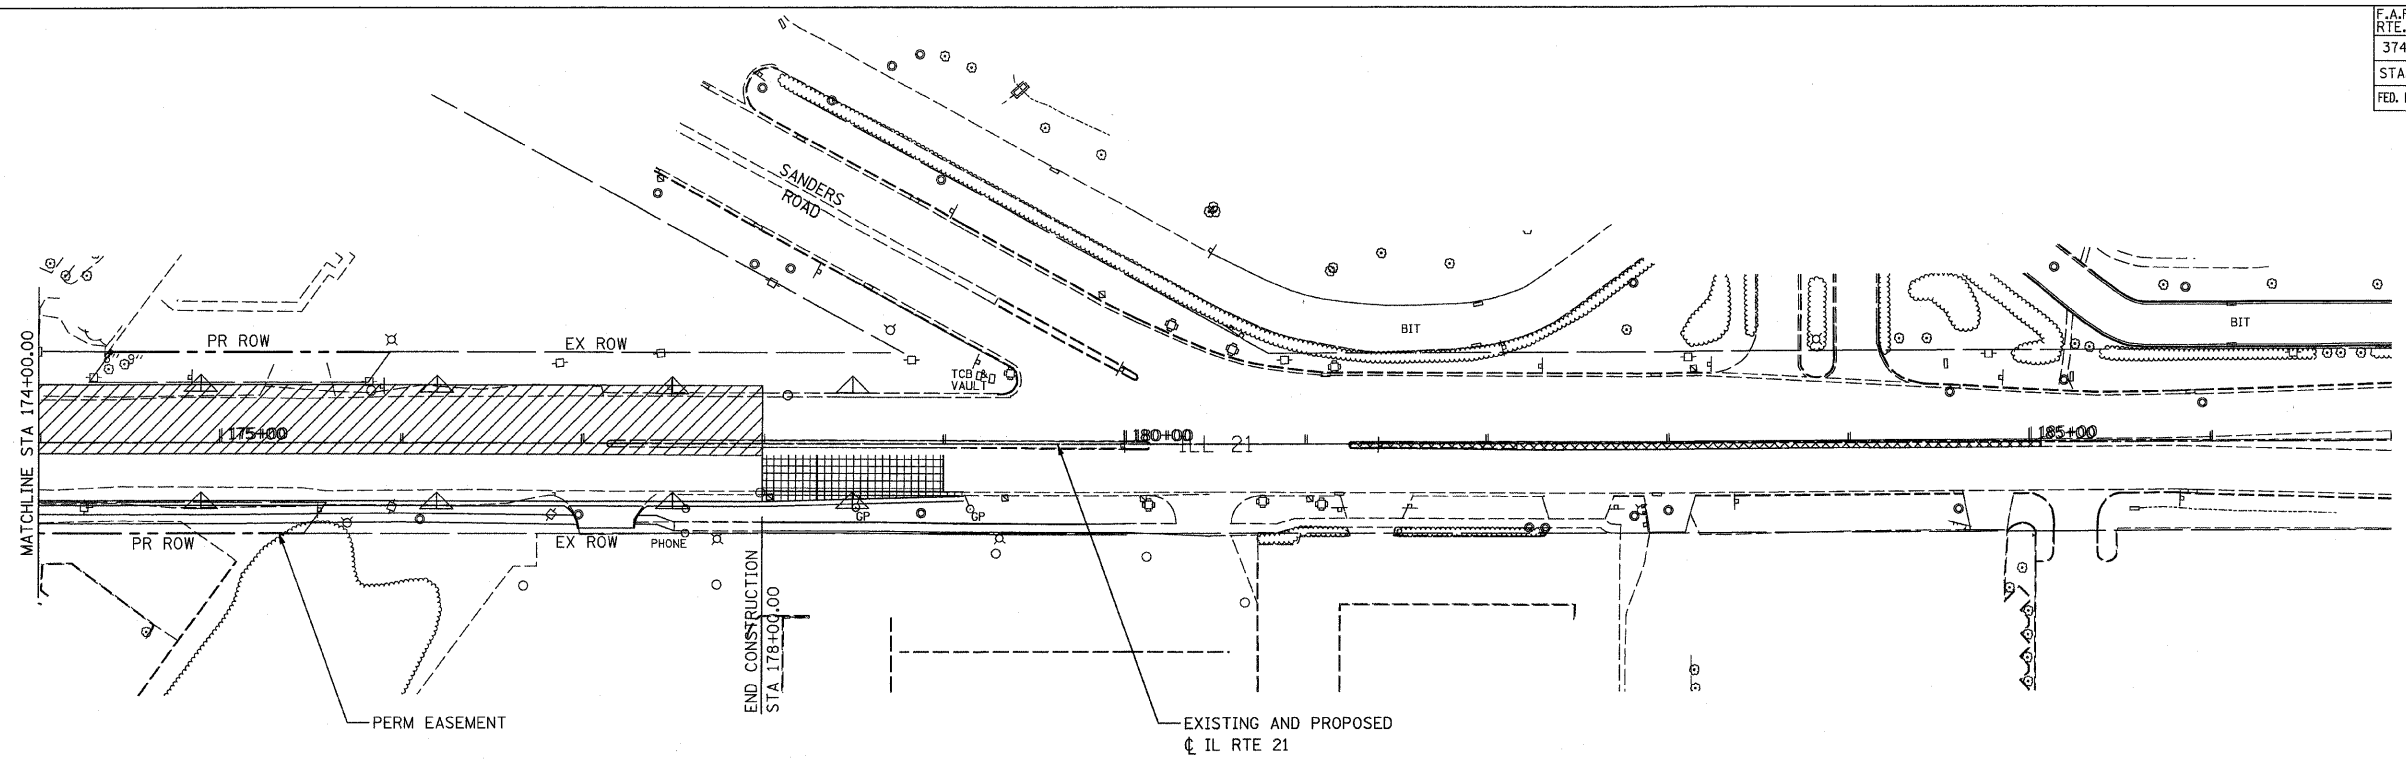 F.A.P
RTE.
374
STA
FED.
SANDERS
ROAD
BIT
BIT
PR ROW
EX ROW
8"
8"
TCB &
VAULT
MATCHLINE STA 174+00.00
175+00
180+00
ILL 21
185+00
GP
GP
PR ROW
EX ROW
PHONE
END CONSTRUCTION
STA 178+00.00
PERM EASEMENT
EXISTING AND PROPOSED
℄ IL RTE 21